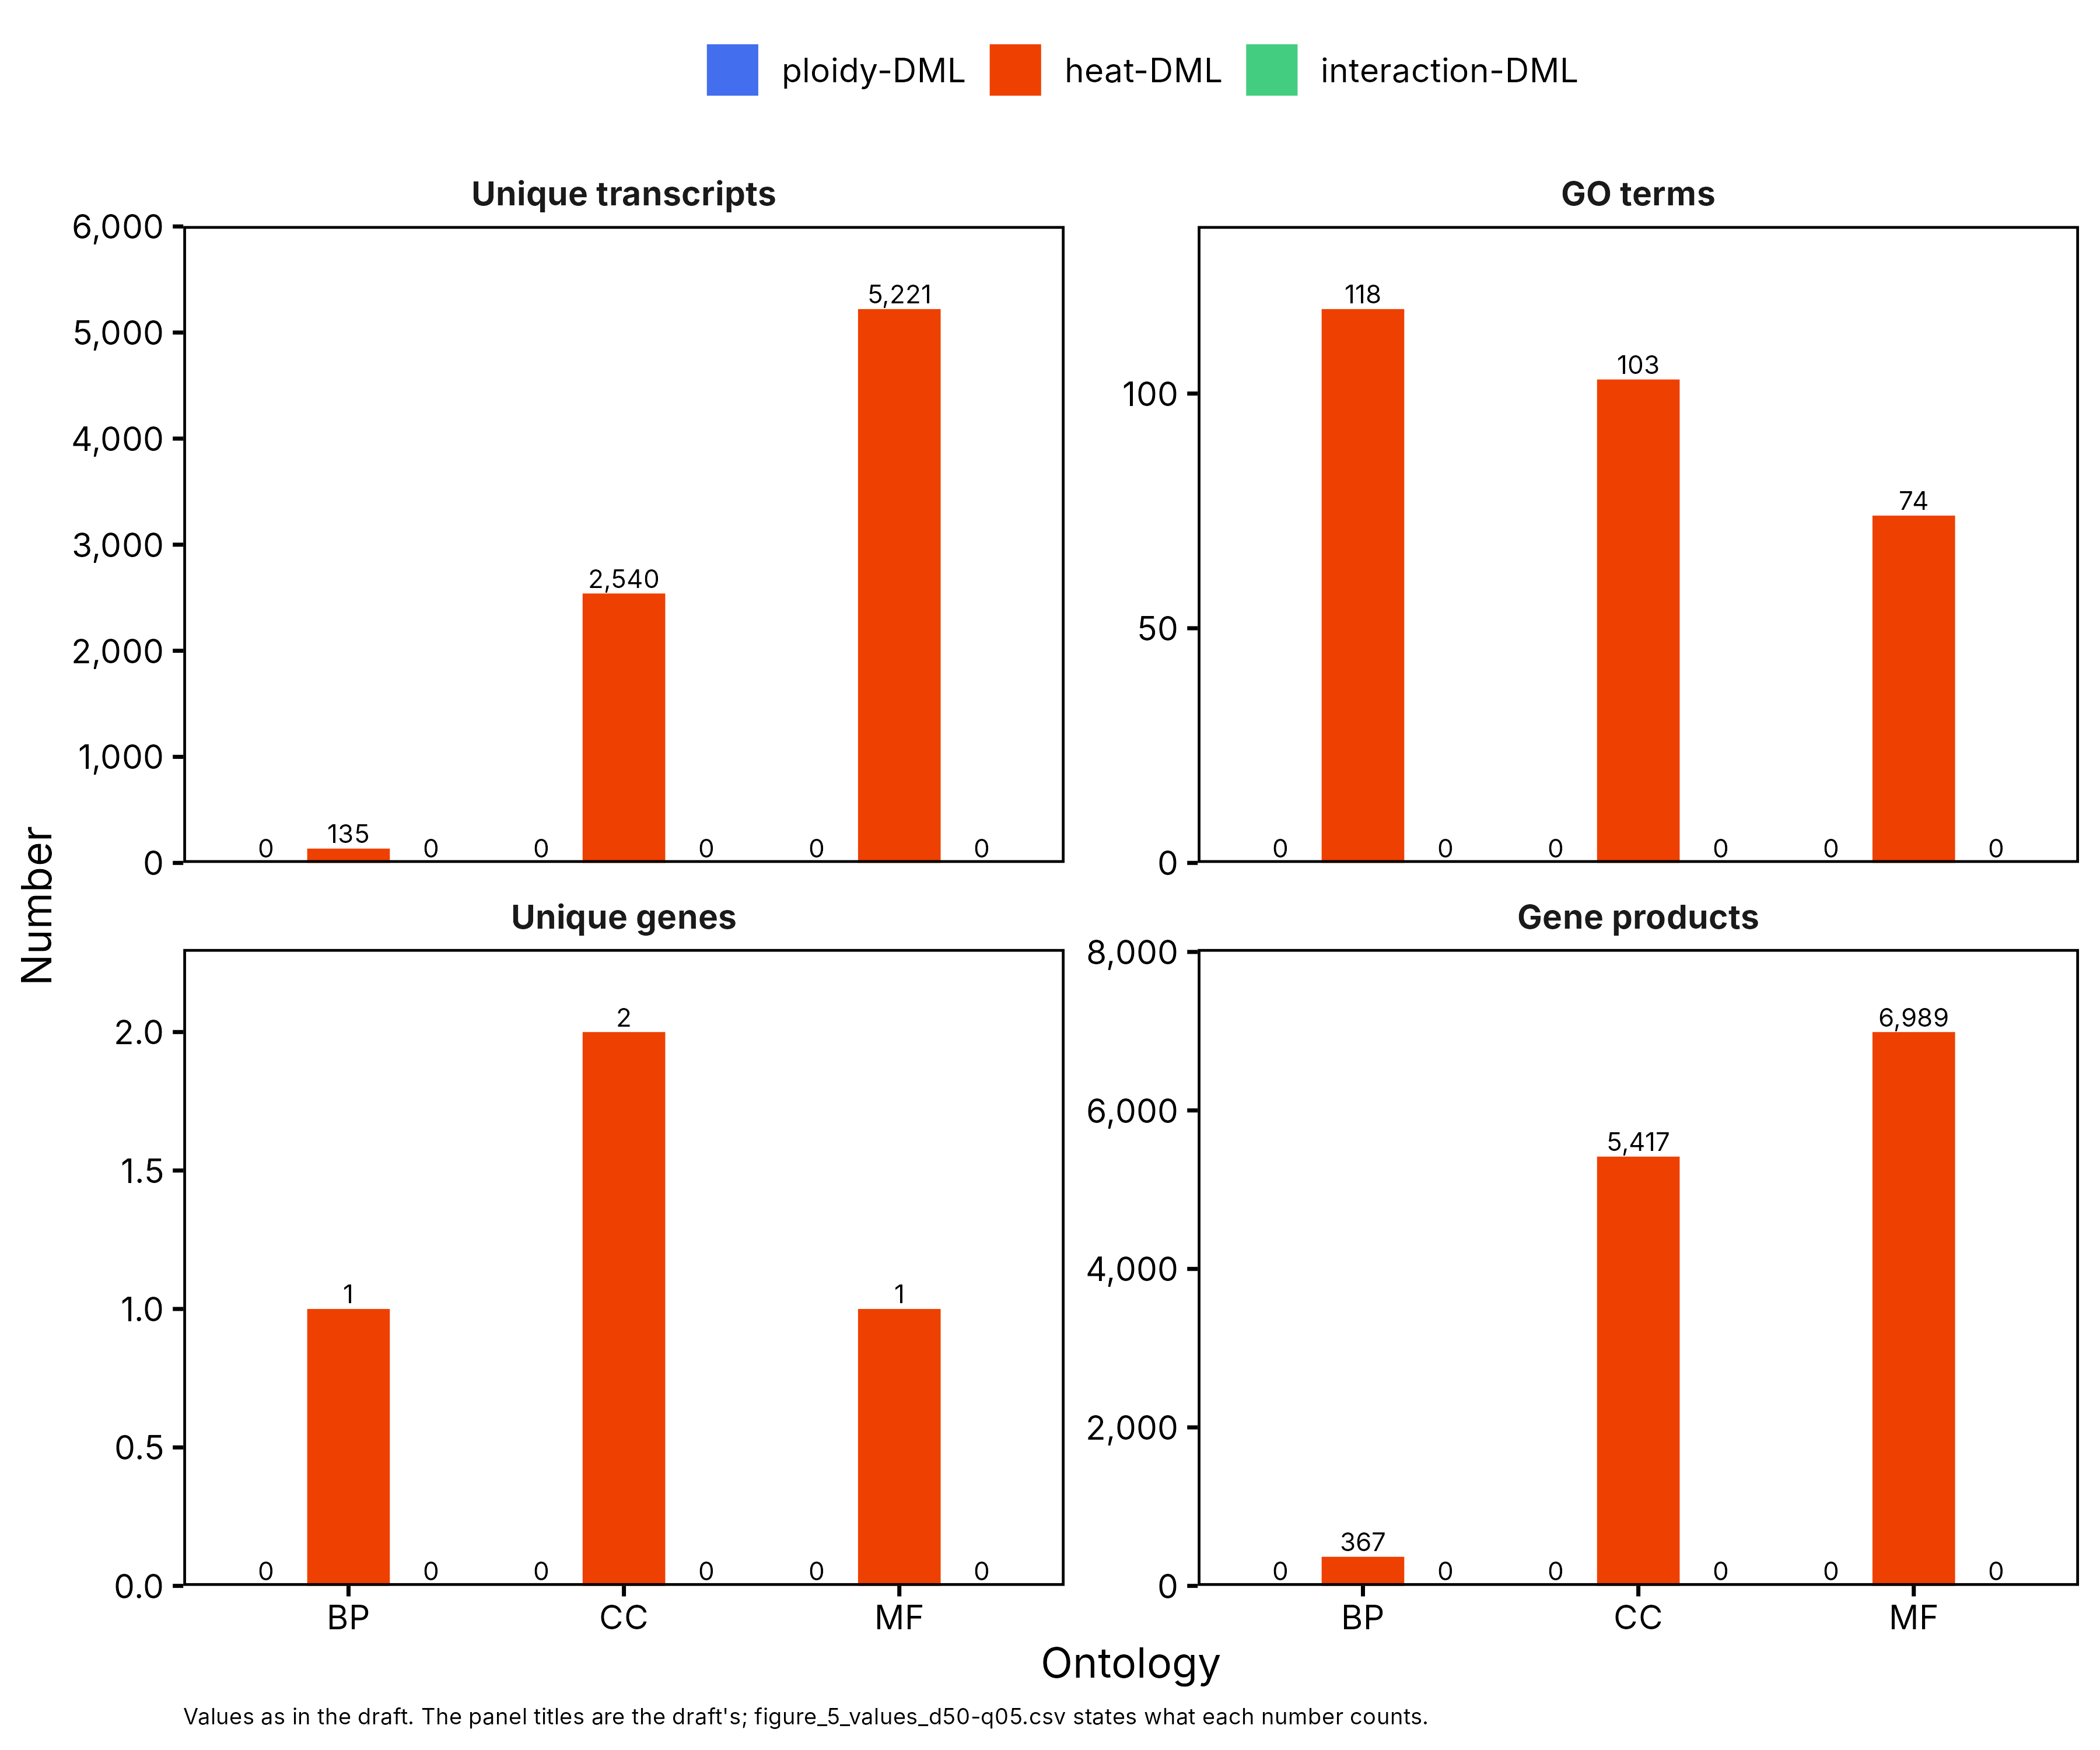 ploidy-DML heat-DML interaction-DML
Unique transcripts
6,000
5,000
4,000
3,000
2,000
1,000
0
0 135 0 0 2,540 0 0 5,221 0
GO terms
100
50
0
0 118 0 0 103 0 0 74 0
Number
Unique genes
2.0
1.5
1.0
0.5
0.0
0 1 0 0 2 0 0 1 0
BP CC MF
Gene products
8,000
6,000
4,000
2,000
0
0 367 0 0 5,417 0 0 6,989 0
BP CC MF
Ontology
Values as in the draft. The panel titles are the draft's; figure_5_values_d50-q05.csv states what each number counts.